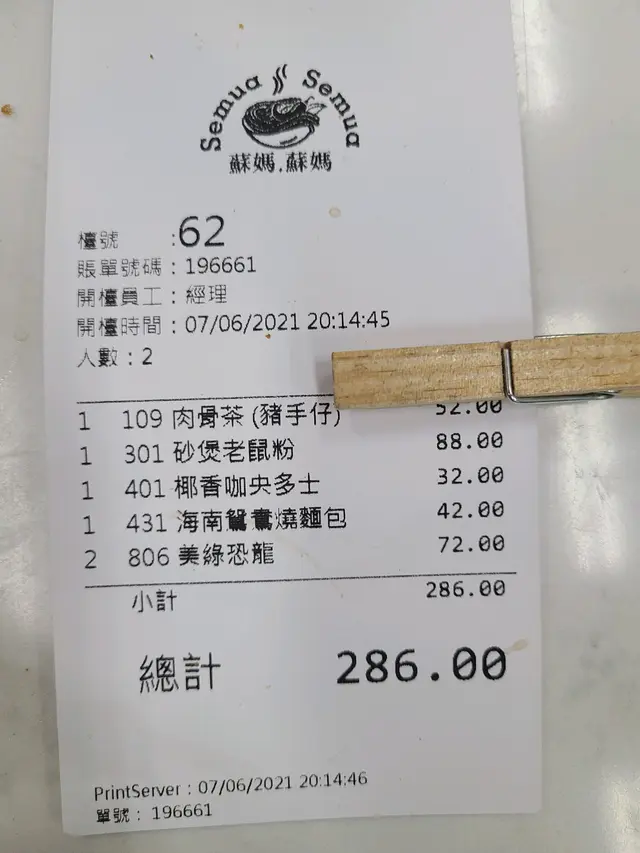 Semua Semua
蘇媽.蘇媽
檯號 :62
賬單號碼：196661
開檯員工：經理
開檯時間：07/06/2021 20:14:45
人數：2
1 109 肉骨茶 (豬手仔) 52.00
1 301 砂煲老鼠粉 88.00
1 401 椰香咖央多士 32.00
1 431 海南鴛鴦燒麵包 42.00
2 806 美綠恐龍 72.00
小計 286.00
總計 286.00
PrintServer：07/06/2021 20:14:46
單號： 196661